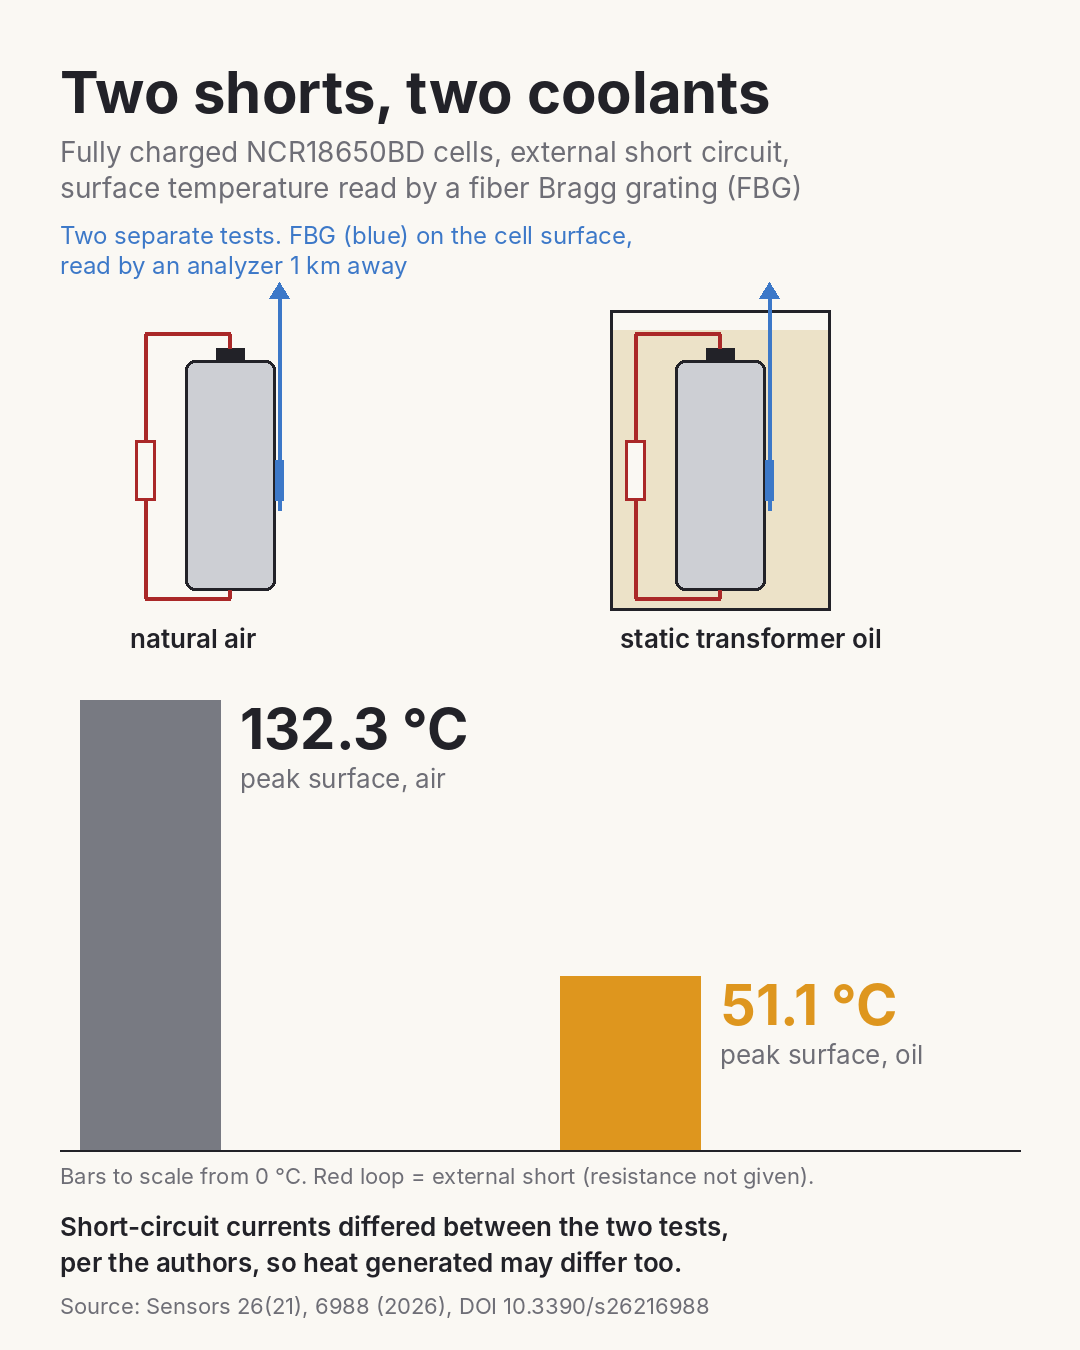 Two shorts, two coolants
Fully charged NCR18650BD cells, external short circuit,
surface temperature read by a fiber Bragg grating (FBG)
Two separate tests. FBG (blue) on the cell surface,
read by an analyzer 1 km away
natural air
static transformer oil
132.3 °C
peak surface, air
51.1 °C
peak surface, oil
Bars to scale from 0 °C. Red loop = external short (resistance not given).
Short-circuit currents differed between the two tests,
per the authors, so heat generated may differ too.
Source: Sensors 26(21), 6988 (2026), DOI 10.3390/s26216988